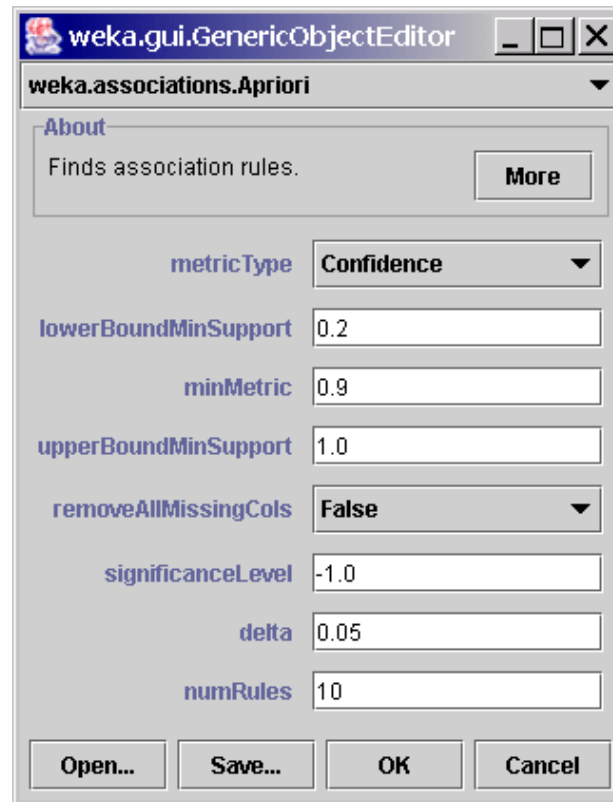 weka.gui.GenericObjectEditor
weka.associations.Apriori
About
Finds association rules.
More
metricType Confidence
lowerBoundMinSupport 0.2
minMetric 0.9
upperBoundMinSupport 1.0
removeAllMissingCols False
significanceLevel -1.0
delta 0.05
numRules 10
Open... Save... OK Cancel